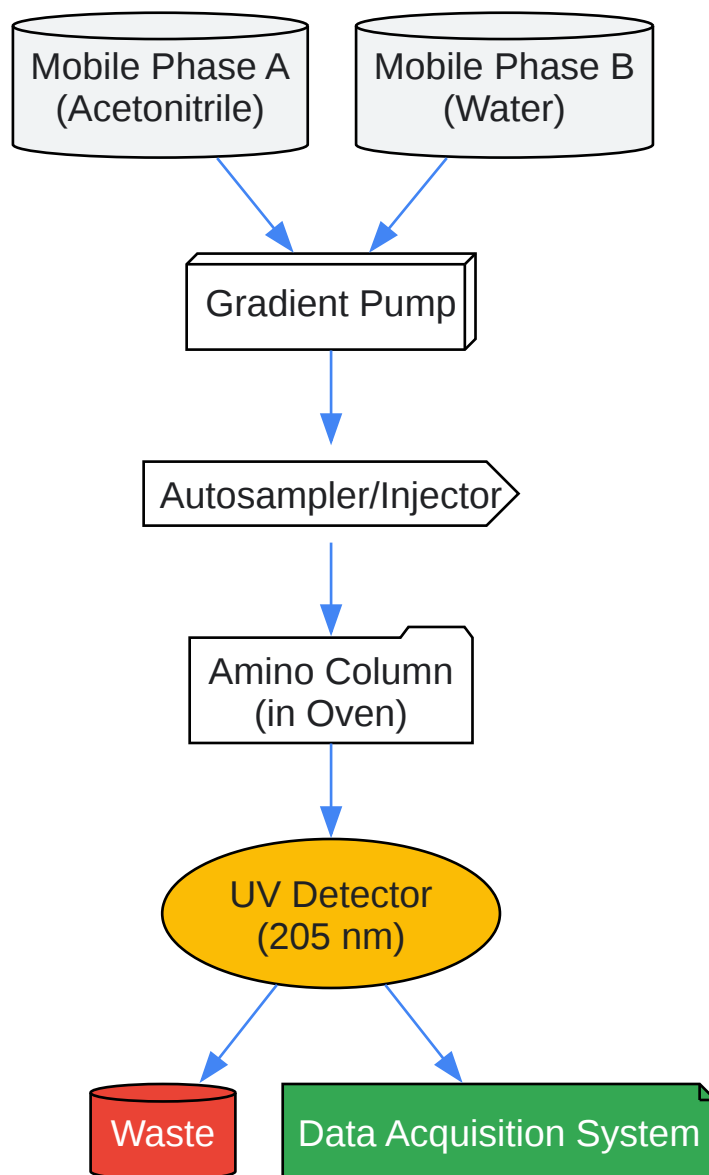 Mobile Phase A
(Acetonitrile)
Mobile Phase B
(Water)
Gradient Pump
Autosampler/Injector
Amino Column
(in Oven)
UV Detector
(205 nm)
Waste
Data Acquisition System